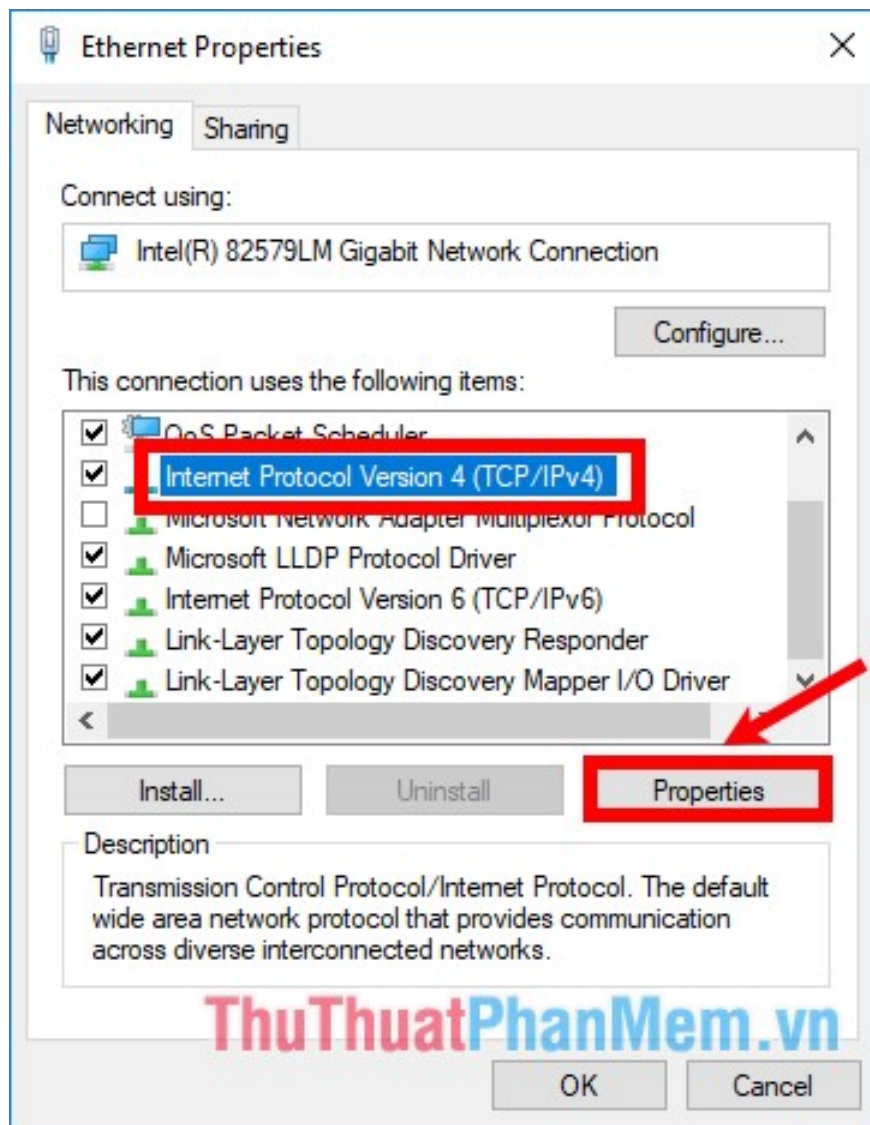 Ethernet Properties
Networking
Sharing
Connect using:
Intel(R) 82579LM Gigabit Network Connection
Configure...
This connection uses the following items:
QoS Packet Scheduler
Internet Protocol Version 4 (TCP/IPv4)
Microsoft Network Adapter Multiplexor Protocol
Microsoft LLDP Protocol Driver
Internet Protocol Version 6 (TCP/IPv6)
Link-Layer Topology Discovery Responder
Link-Layer Topology Discovery Mapper I/O Driver
Install...
Uninstall
Properties
Description
Transmission Control Protocol/Internet Protocol. The default
wide area network protocol that provides communication
across diverse interconnected networks.
ThuThuatPhanMem.vn
OK
Cancel